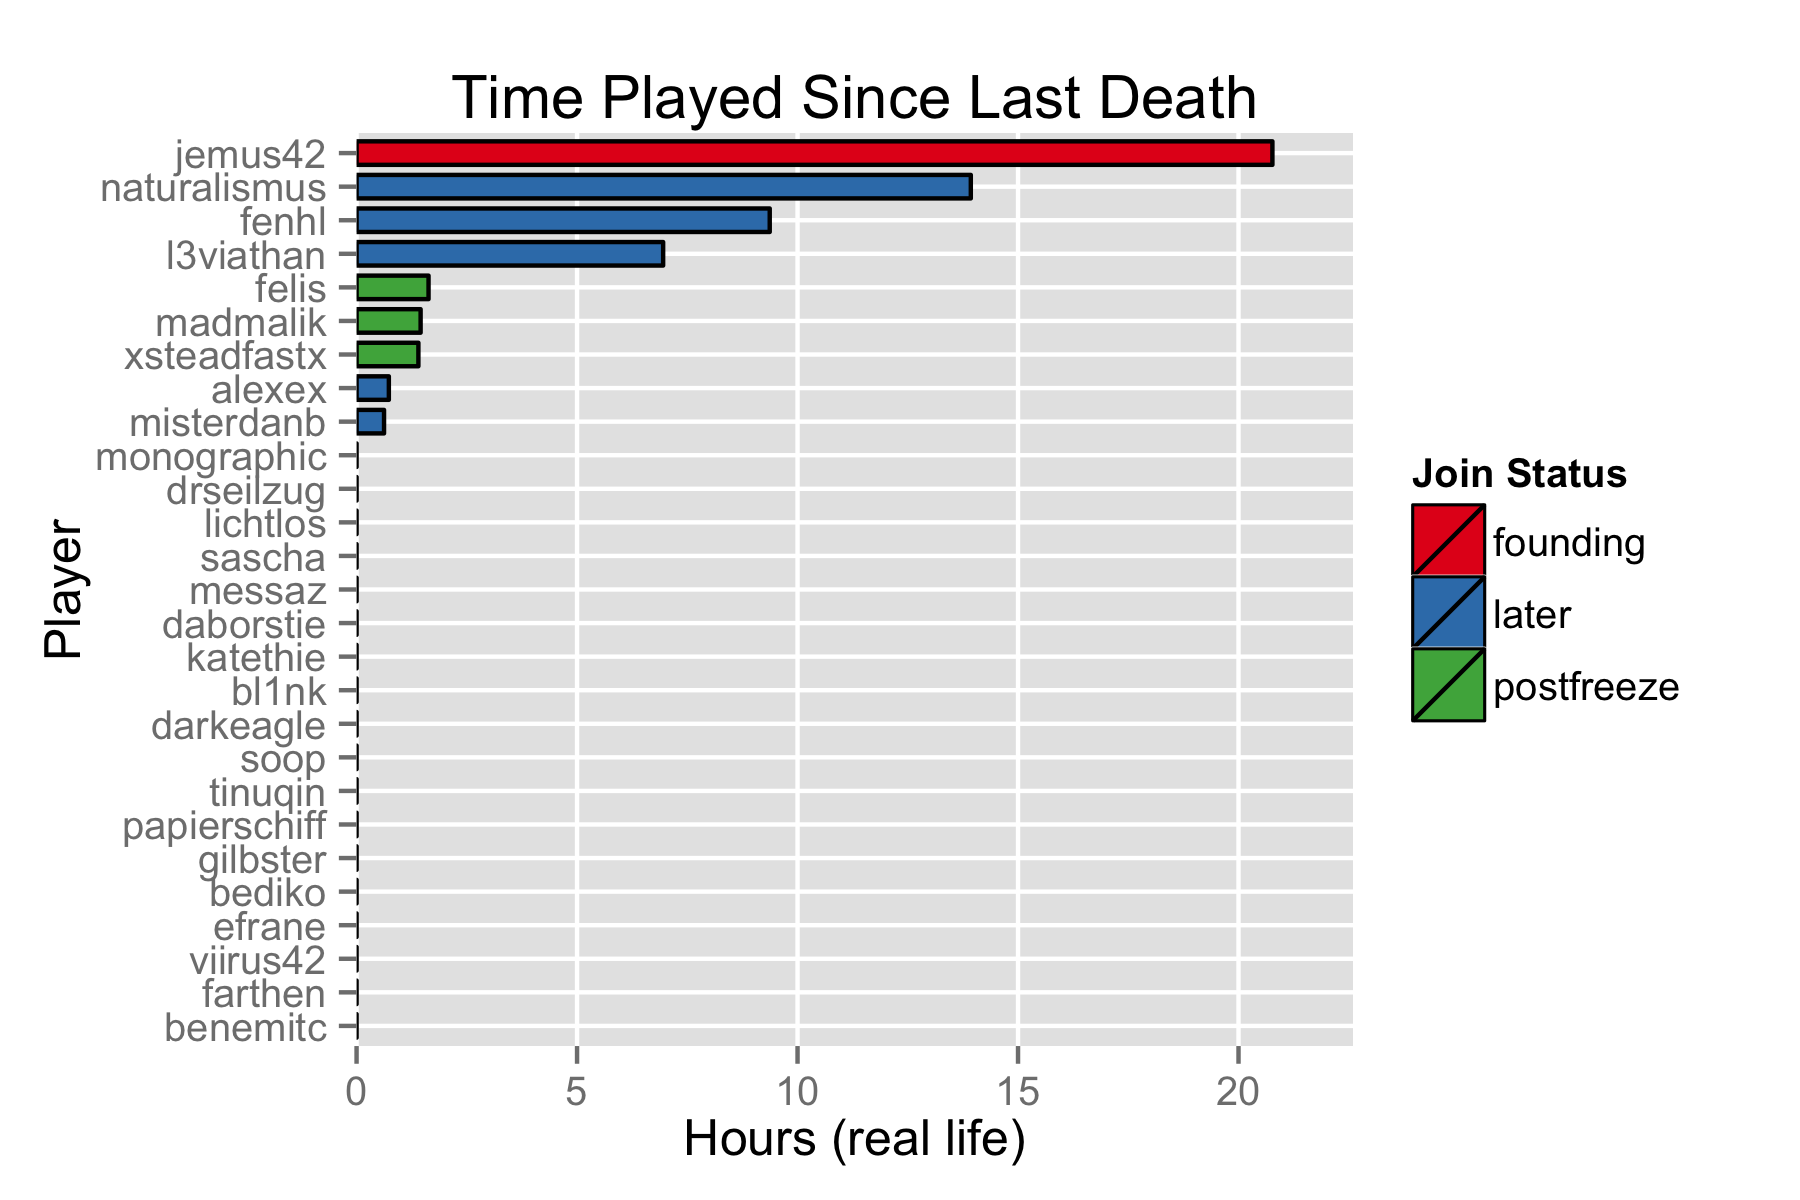 Time Played Since Last Death
jemus42
naturalismus
fenhl
l3viathan
felis
madmalik
xsteadfastx
alexex
misterdanb
monographic
drseilzug
lichtlos
sascha
messaz
daborstie
katethie
bl1nk
darkeagle
soop
tinuqin
papierschiff
gilbster
bediko
efrane
viirus42
farthen
benemitc
Player
0 5 10 15 20
Hours (real life)
Join Status
founding
later
postfreeze